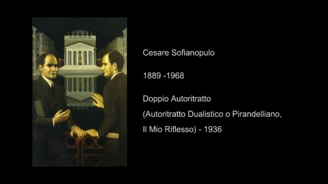 Cesare Sofianopulo
1889 -1968
Doppio Autoritratto
(Autoritratto Dualistico o Pirandelliano,
Il Mio Riflesso) - 1936